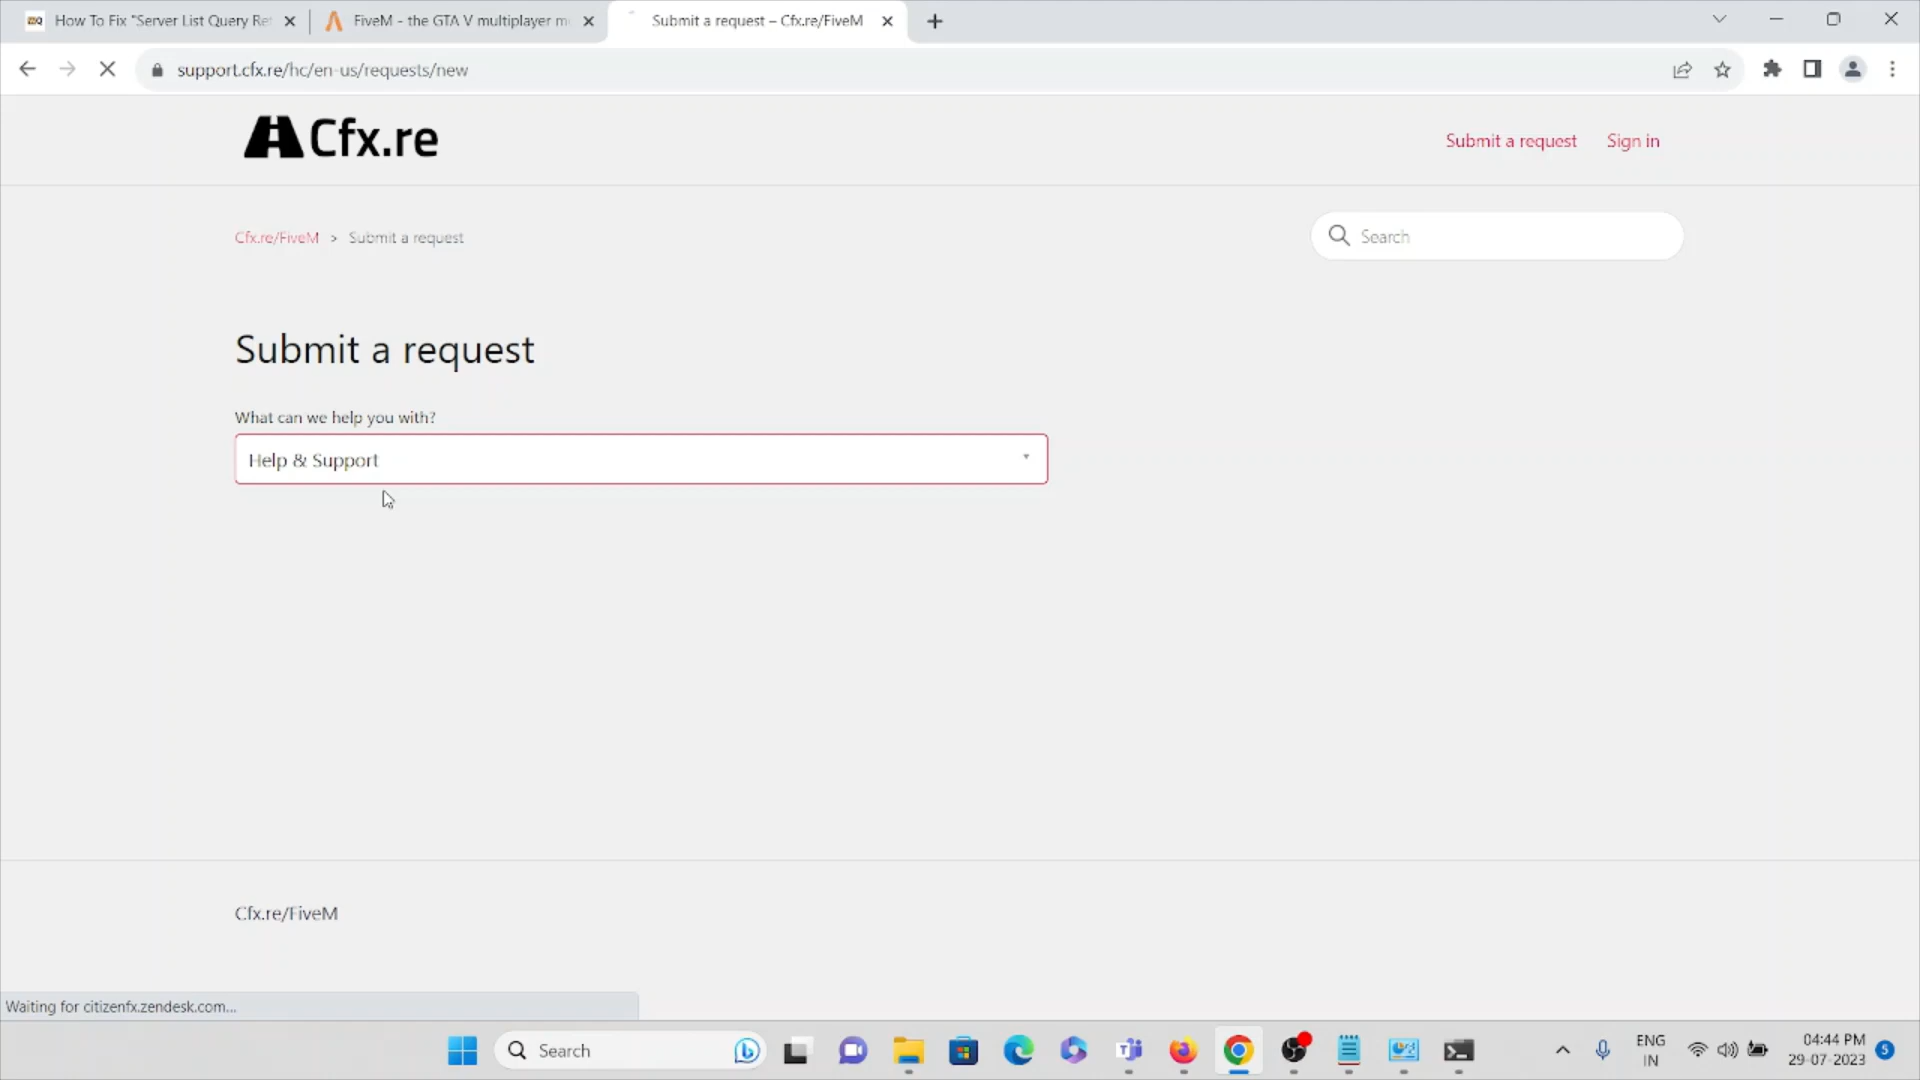 How To Fix "Server List Query Ret
FiveM - the GTA V multiplayer m
Submit a request – Cfx.re/FiveM
support.cfx.re/hc/en-us/requests/new
Cfx.re
Submit a request
Sign in
Cfx.re/FiveM > Submit a request
Search
Submit a request
What can we help you with?
Help & Support
Cfx.re/FiveM
Waiting for citizenfx.zendesk.com...
Search
ENG
IN
04:44 PM
29-07-2023
5